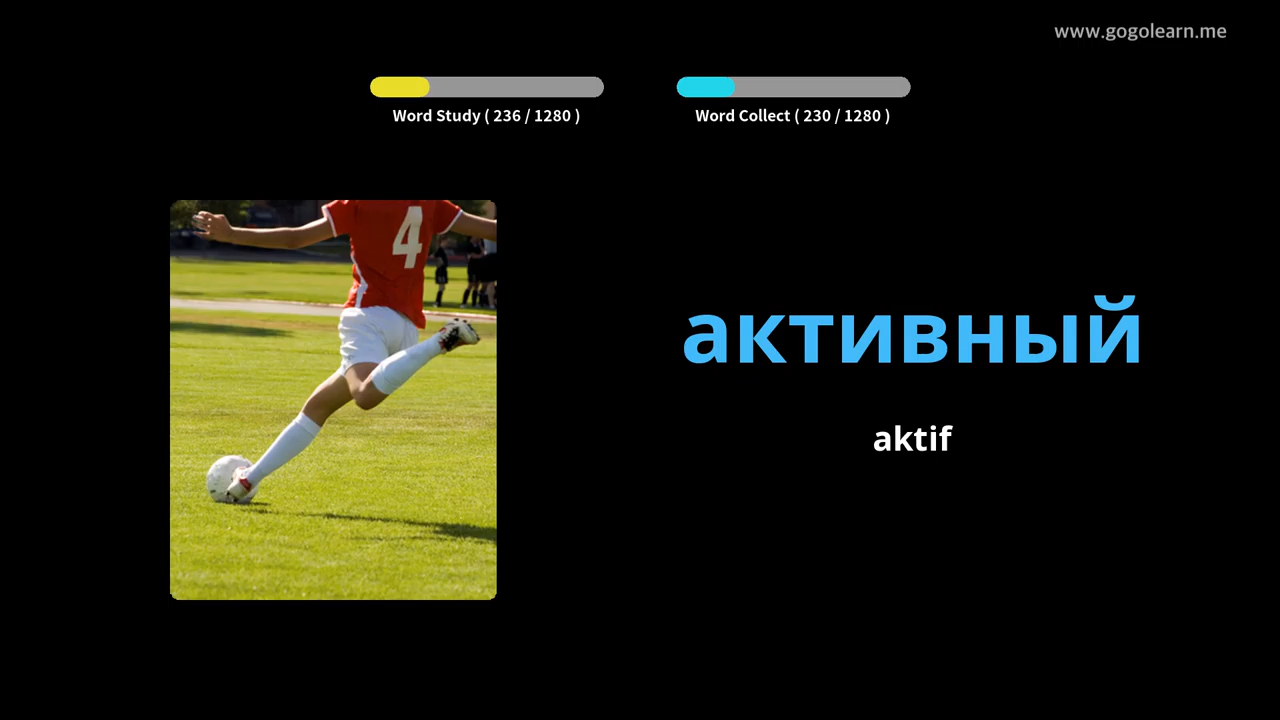 www.gogolearn.me
Word Study ( 236 / 1280 )
Word Collect ( 230 / 1280 )
4
активный
aktif